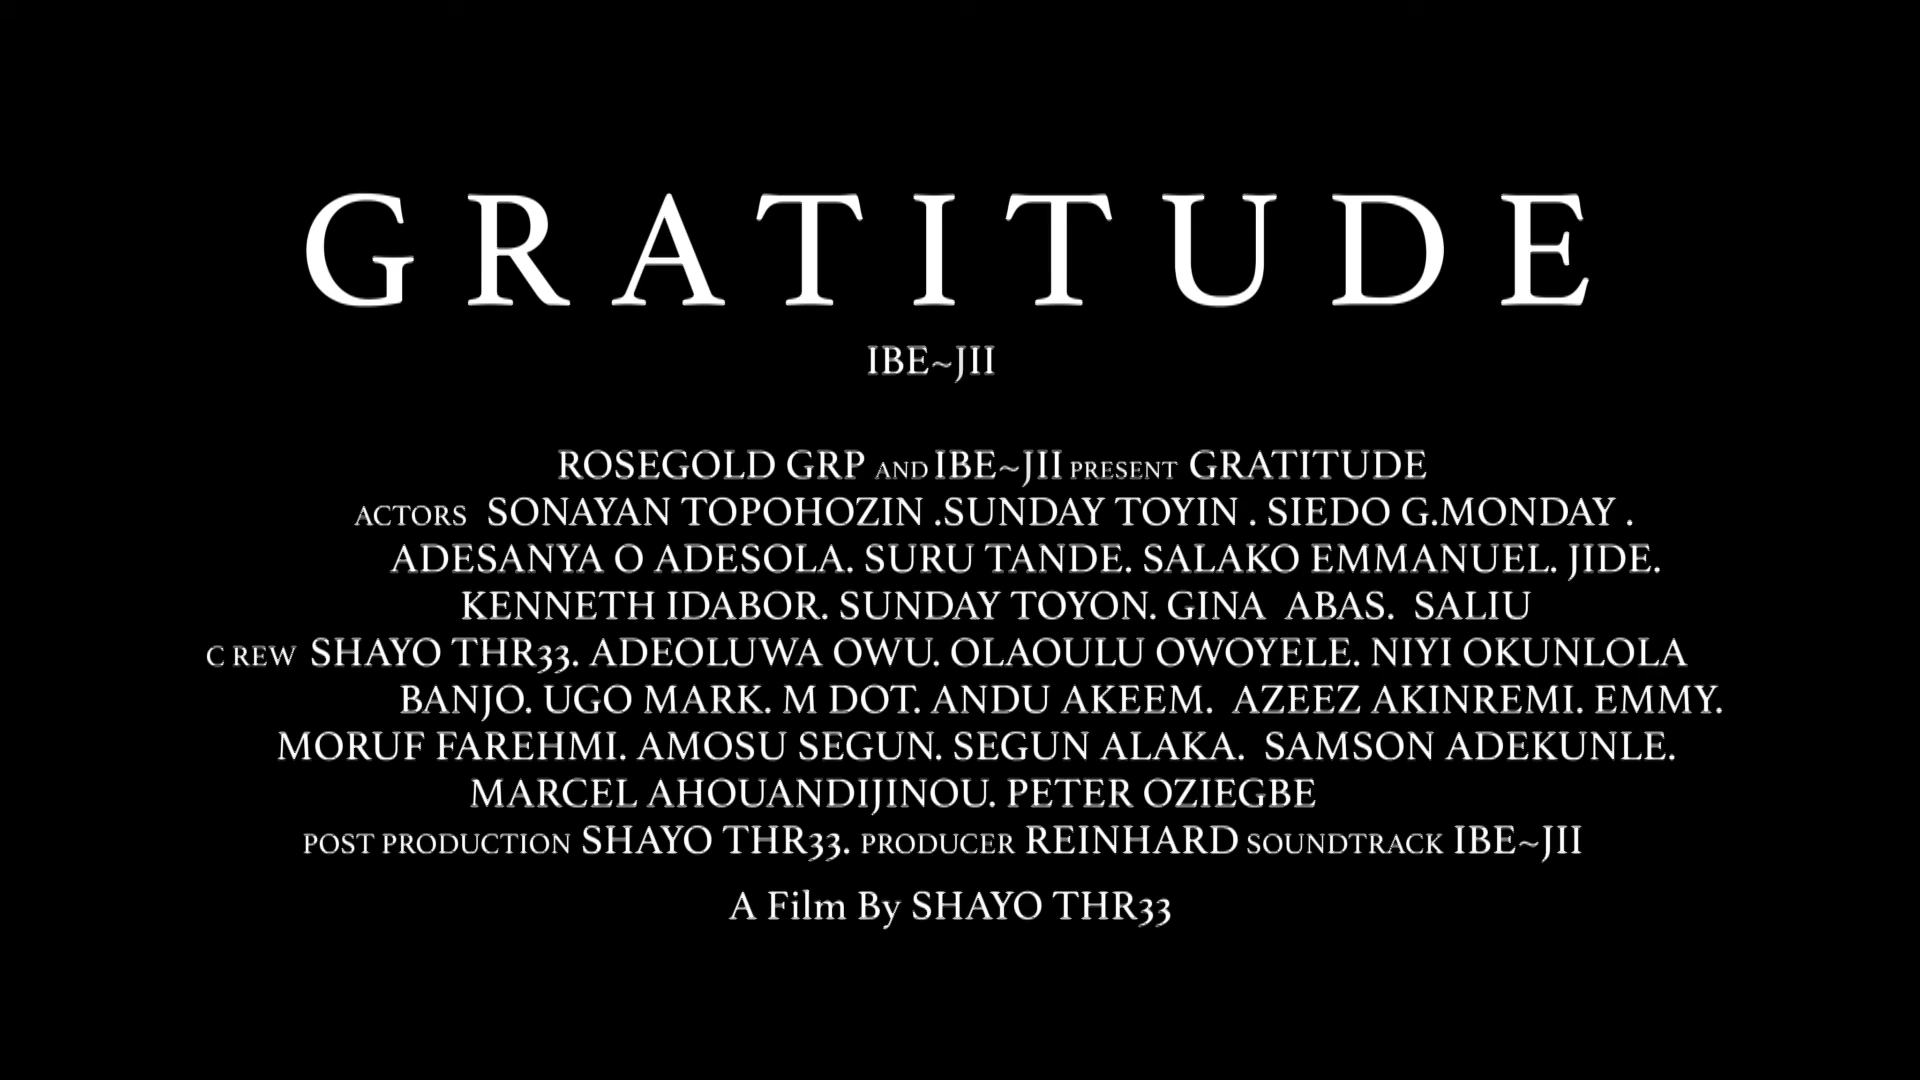 GRATITUDE
IBE~JII
ROSEGOLD GRP AND IBE~JII PRESENT GRATITUDE
ACTORS SONAYAN TOPOHOZIN .SUNDAY TOYIN . SIEDO G.MONDAY .
ADESANYA O ADESOLA. SURU TANDE. SALAKO EMMANUEL. JIDE.
KENNETH IDABOR. SUNDAY TOYON. GINA ABAS. SALIU
C REW SHAYO THR33. ADEOLUWA OWU. OLAOULU OWOYELE. NIYI OKUNLOLA
BANJO. UGO MARK. M DOT. ANDU AKEEM. AZEEZ AKINREMI. EMMY.
MORUF FAREHMI. AMOSU SEGUN. SEGUN ALAKA. SAMSON ADEKUNLE.
MARCEL AHOUANDIJINOU. PETER OZIEGBE
POST PRODUCTION SHAYO THR33. PRODUCER REINHARD SOUNDTRACK IBE~JII
A Film By SHAYO THR33